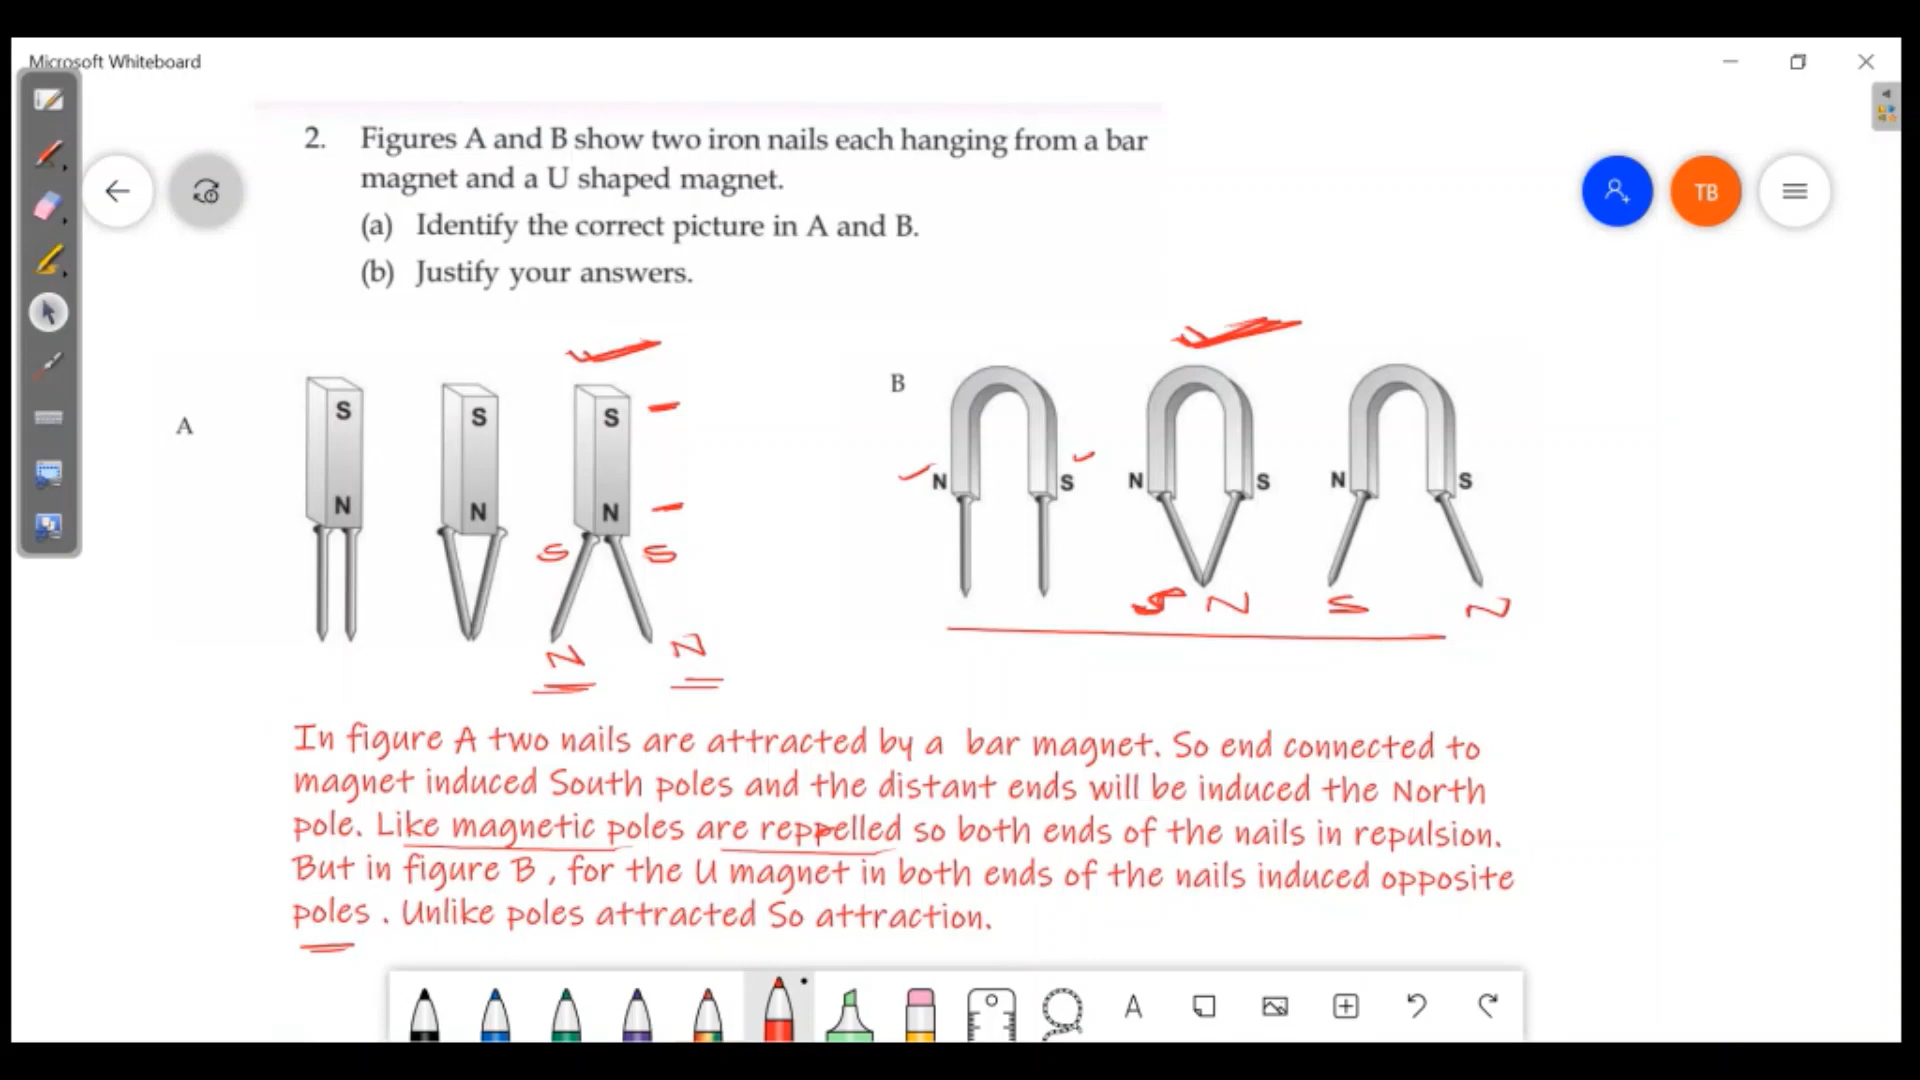 Microsoft Whiteboard
TB
2. Figures A and B show two iron nails each hanging from a bar
magnet and a U shaped magnet.
(a) Identify the correct picture in A and B.
(b) Justify your answers.
A
S
N
S
N
S
N
S S
N N
B
N S
N S
N S
S N
S N
In figure A two nails are attracted by a bar magnet. So end connected to
magnet induced South poles and the distant ends will be induced the North
pole. Like magnetic poles are reppelled so both ends of the nails in repulsion.
But in figure B , for the U magnet in both ends of the nails induced opposite
poles . Unlike poles attracted So attraction.
A